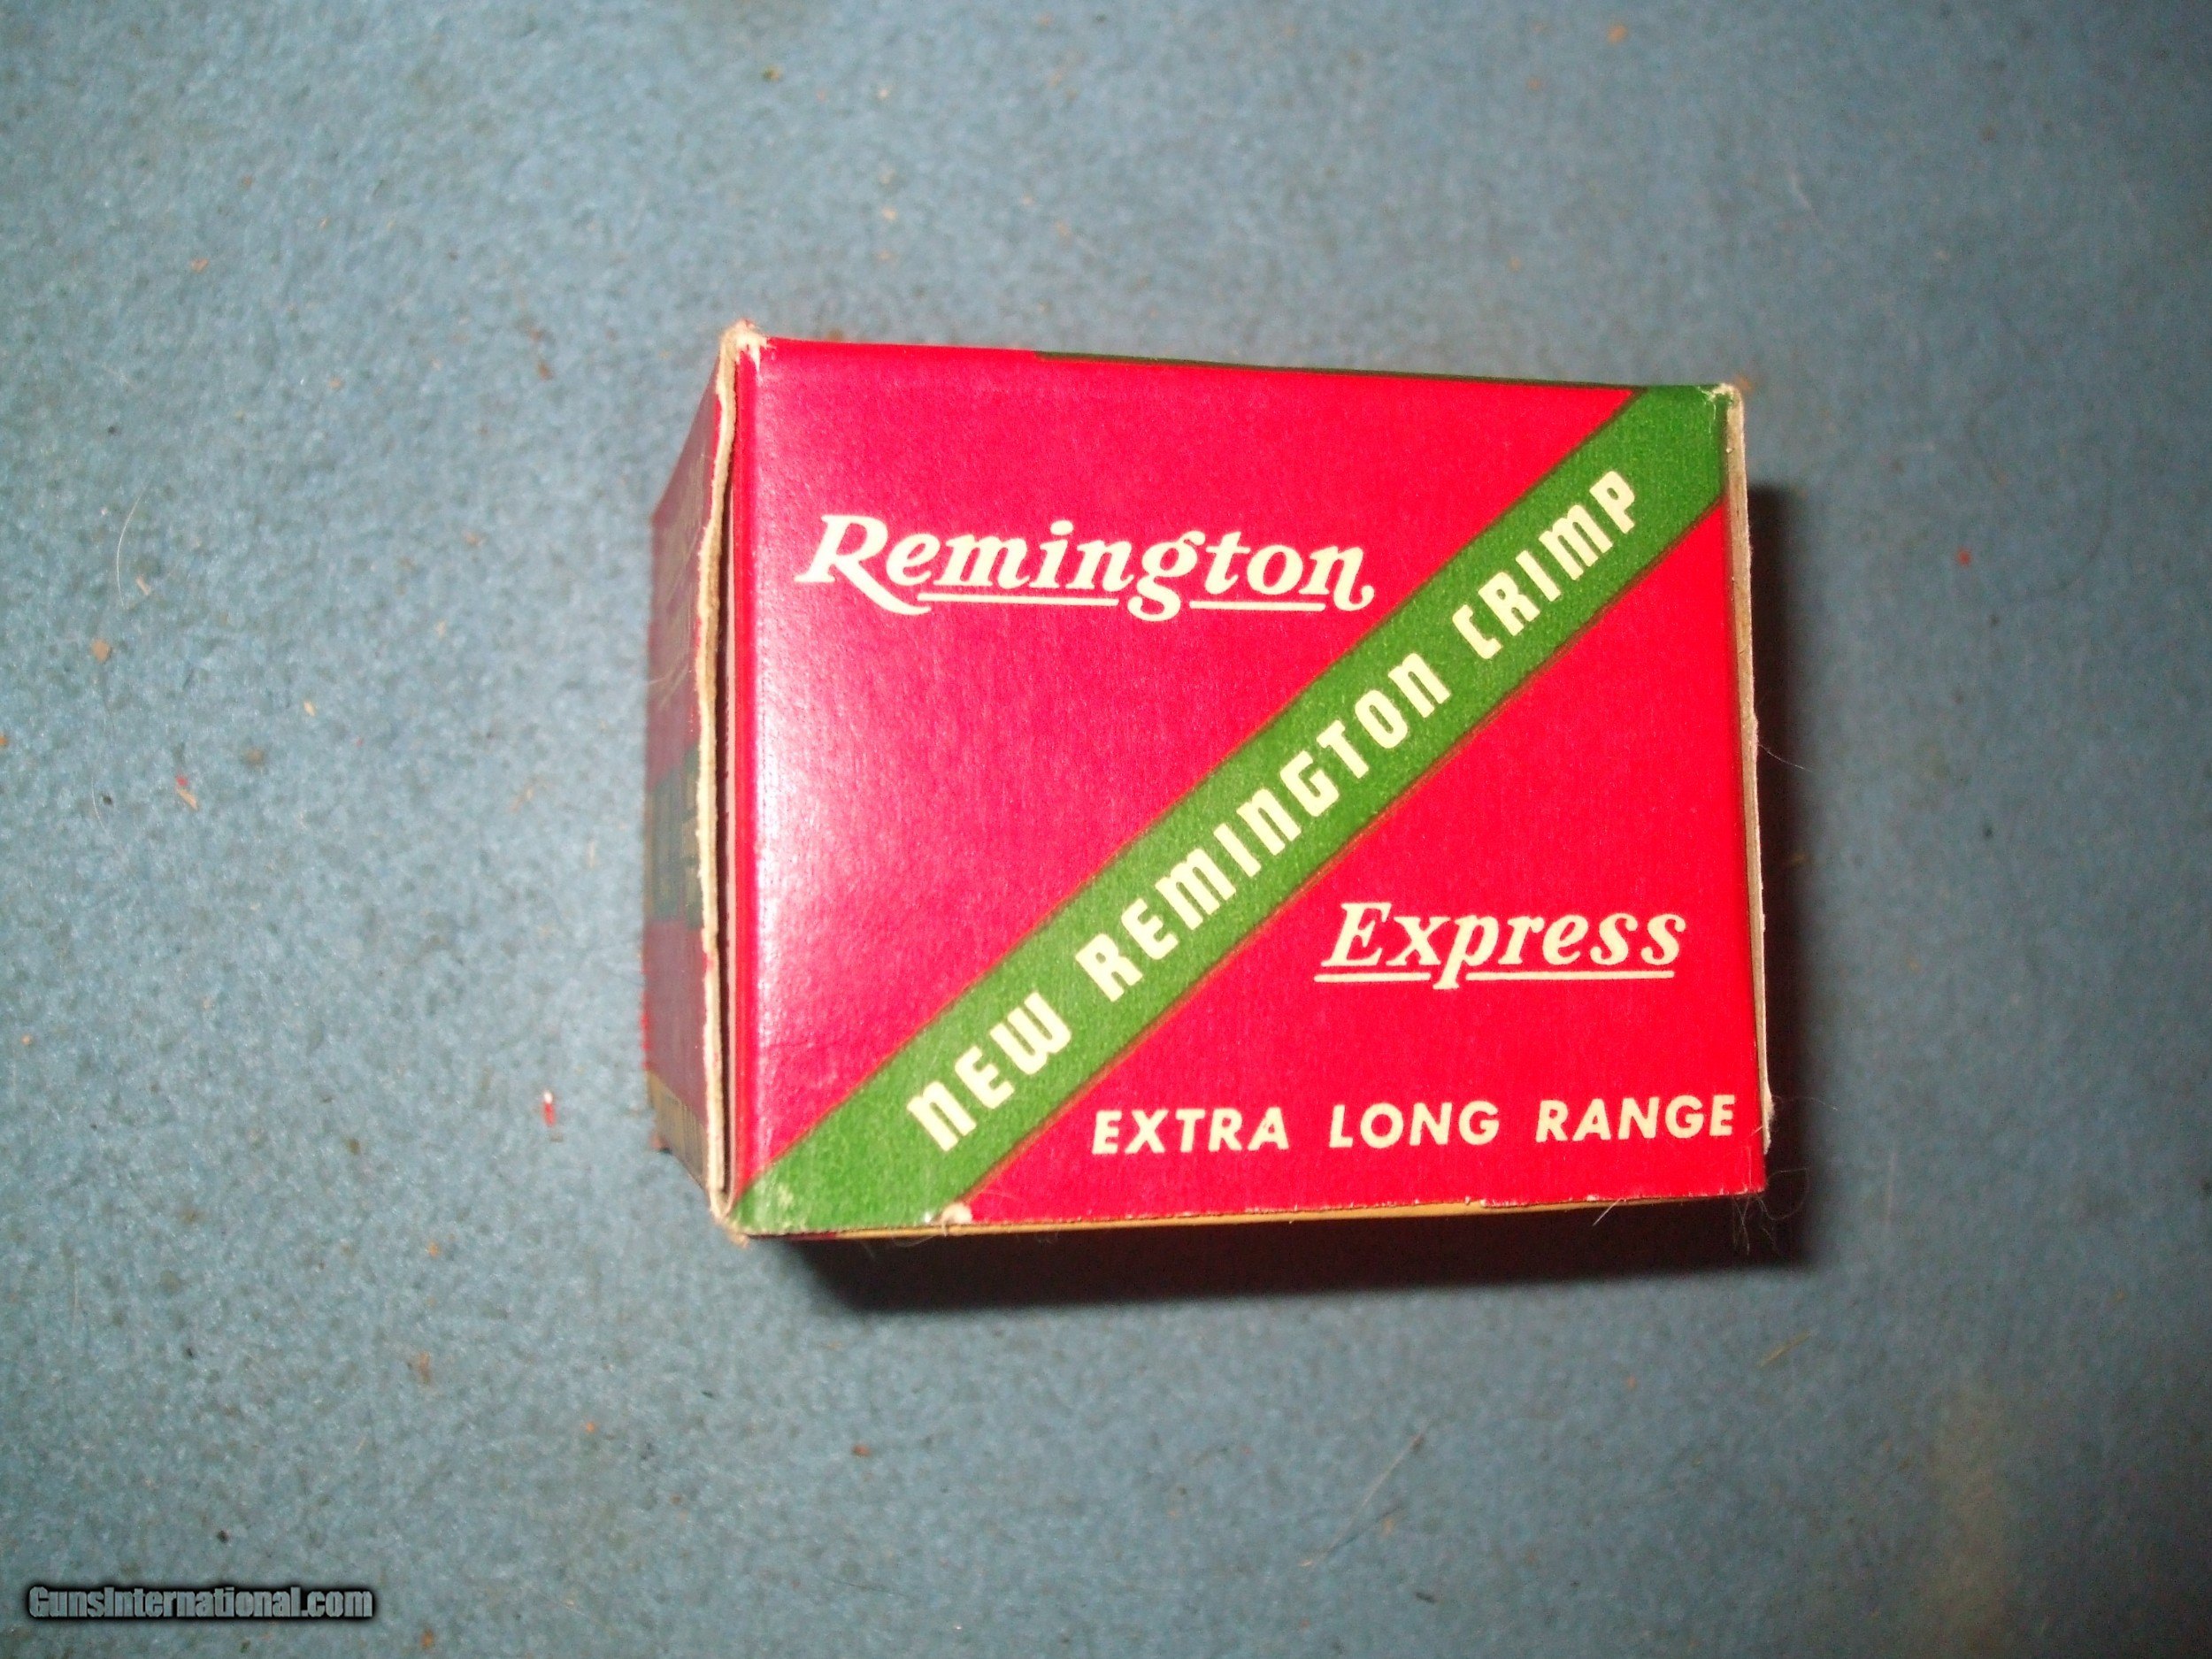 Remington
NEW REMINGTON CRIMP
Express
EXTRA LONG RANGE
GunsInternational.com